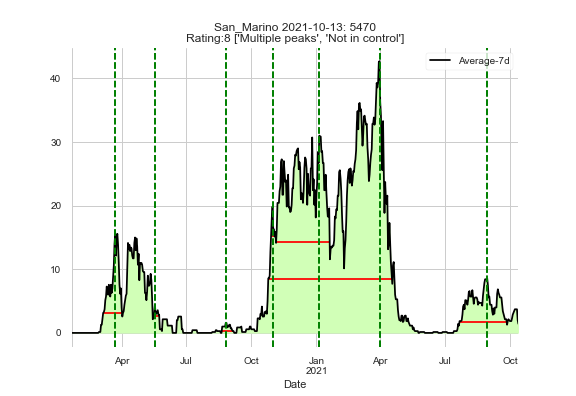 San_Marino 2021-10-13: 5470
Rating:8 ['Multiple peaks', 'Not in control']
Average-7d
40
30
20
10
0
Apr Jul Oct Jan Apr Jul Oct
2021
Date